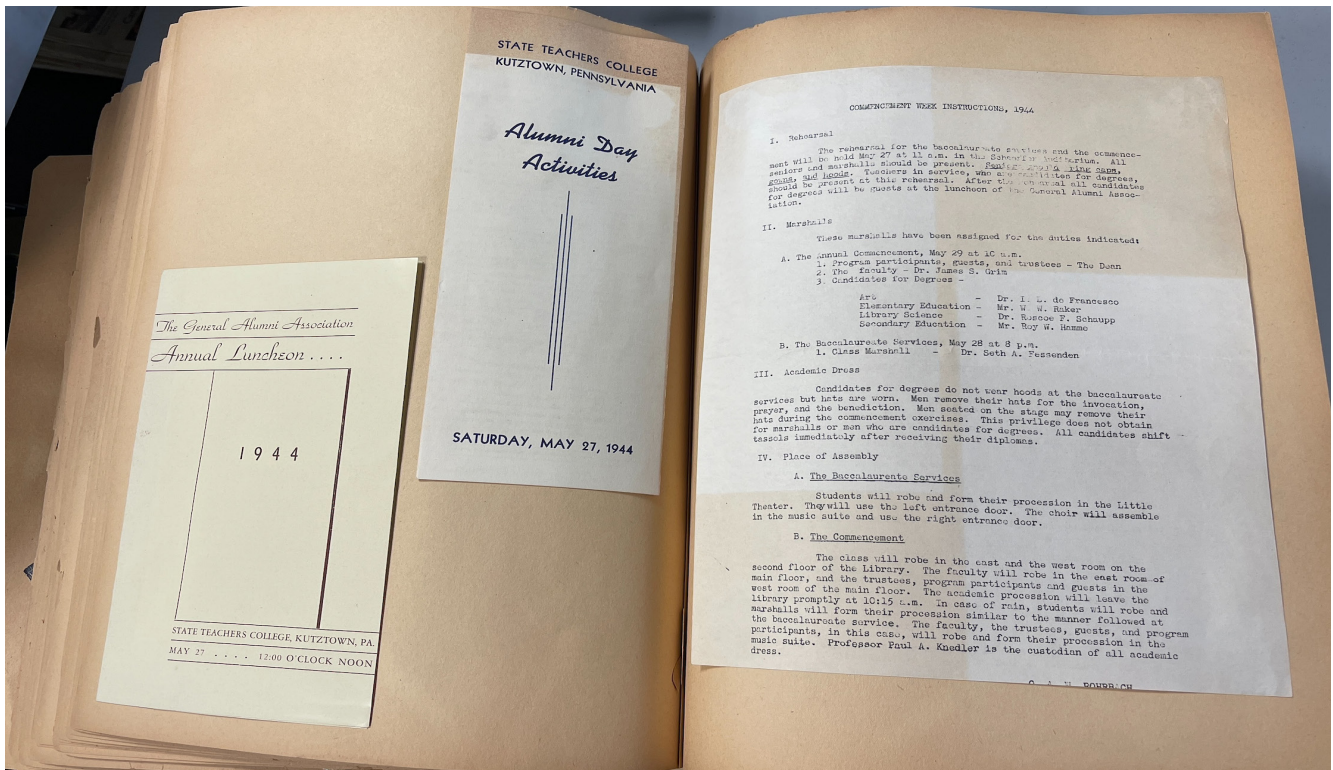 The General Alumni Association
Annual Luncheon . . . .
1944
STATE TEACHERS COLLEGE, KUTZTOWN, PA.
MAY 27 . . . . 12:00 O'CLOCK NOON
STATE TEACHERS COLLEGE
KUTZTOWN, PENNSYLVANIA
Alumni Day
Activities
SATURDAY, MAY 27, 1944
COMMENCEMENT WEEK INSTRUCTIONS, 1944
I. Rehearsal
The rehearsal for the baccalaureate services and the commence-
ment will be held May 27 at 11 a.m. in the Schaeffer Auditorium. All
seniors and marshalls should be present. caps,
gowns, and hoods. Teachers in service, who are candidates for degrees,
should be present at this rehearsal. After the rehearsal all candidates
for degrees will be guests at the luncheon of the General Alumni Assoc-
iation.
II. Marshalls
These marshalls have been assigned for the duties indicated:
A. The Annual Commencement, May 29 at 10 a.m.
1. Program participants, guests, and trustees - The Dean
2. The faculty - Dr. James S. Grim
3. Candidates for Degrees -
Art - Dr. I. L. de Francesco
Elementary Education - Mr. W. W. Raker
Library Science - Dr. Roscoe F. Schaupp
Secondary Education - Mr. Roy W. Hamme
B. The Baccalaureate Services, May 28 at 8 p.m.
1. Class Marshall - Dr. Seth A. Fessenden
III. Academic Dress
Candidates for degrees do not wear hoods at the baccalaureate
services but hats are worn. Men remove their hats for the invocation,
prayer, and the benediction. Men seated on the stage may remove their
hats during the commencement exercises. This privilege does not obtain
for marshalls or men who are candidates for degrees. All candidates shift
tassols immediately after receiving their diplomas.
IV. Place of Assembly
A. The Baccalaureate Services
Students will robe and form their procession in the Little
Theater. They will use the left entrance door. The choir will assemble
in the music suite and use the right entrance door.
B. The Commencement
The class will robe in the east and the west room on the
second floor of the Library. The faculty will robe in the east room of
main floor, and the trustees, program participants and guests in the
west room of the main floor. The academic procession will leave the
library promptly at 10:15 a.m. In case of rain, students will robe and
marshalls will form their procession similar to the manner followed at
the baccalaureate service. The faculty, the trustees, guests, and program
participants, in this case, will robe and form their procession in the
music suite. Professor Paul A. Knedler is the custodian of all academic
dress.
ROHRBACH